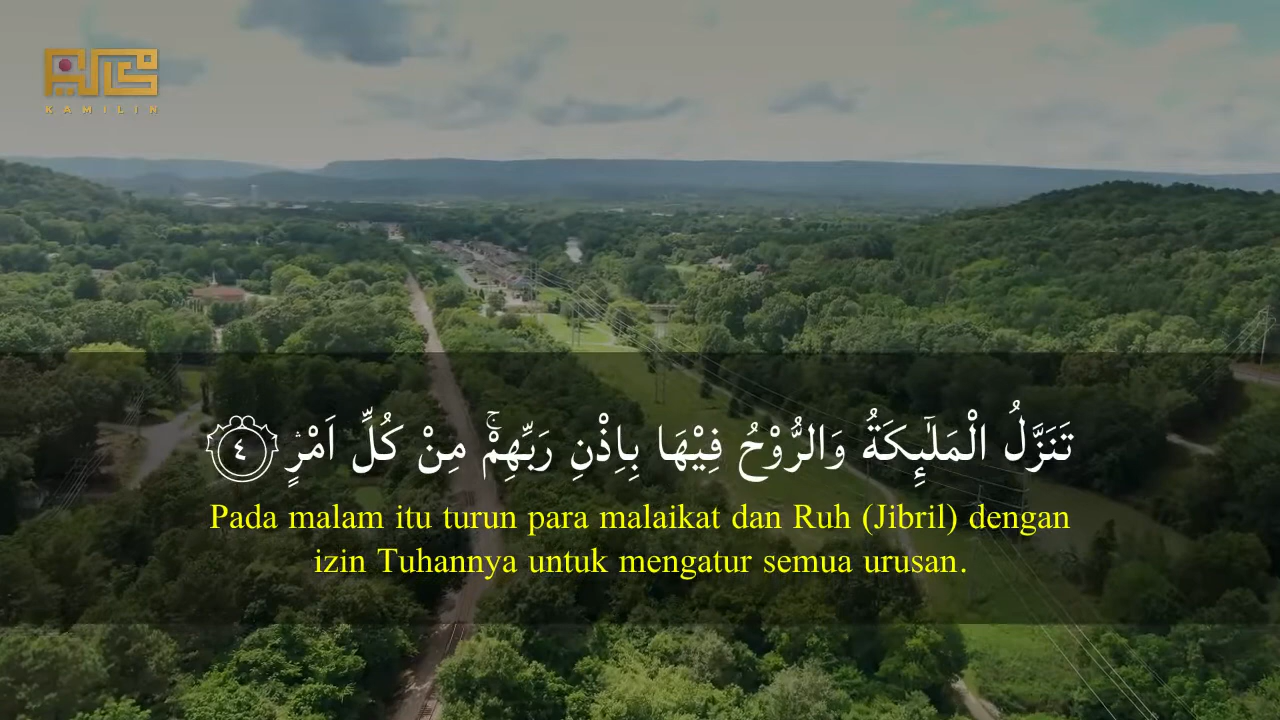 KAMILIN
تَنَزَّلُ الْمَلٰۤىِٕكَةُ وَالرُّوْحُ فِيْهَا بِاِذْنِ رَبِّهِمْۚ مِنْ كُلِّ اَمْرٍۛ ٤
Pada malam itu turun para malaikat dan Ruh (Jibril) dengan
izin Tuhannya untuk mengatur semua urusan.